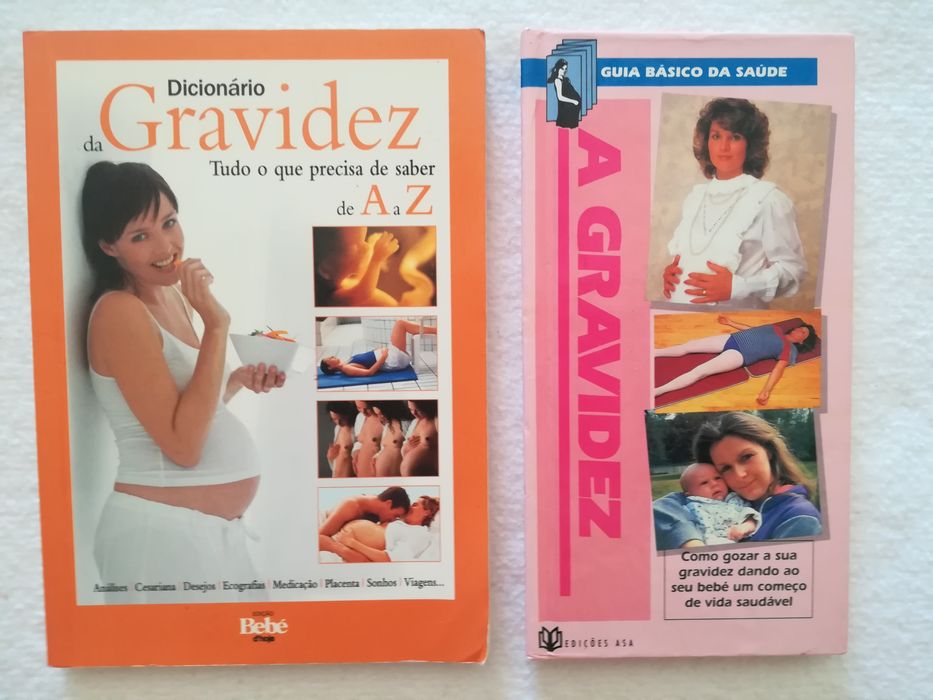 Dicionário
da Gravidez
Tudo o que precisa de saber
de A a Z
Análises | Cesariana | Desejos | Ecografias | Medicação | Placenta | Sonhos | Viagens...
EDIÇÃO
Bebé
d'hoje
GUIA BÁSICO DA SAÚDE
A GRAVIDEZ
Como gozar a sua
gravidez dando ao
seu bebé um começo
de vida saudável
EDIÇÕES ASA